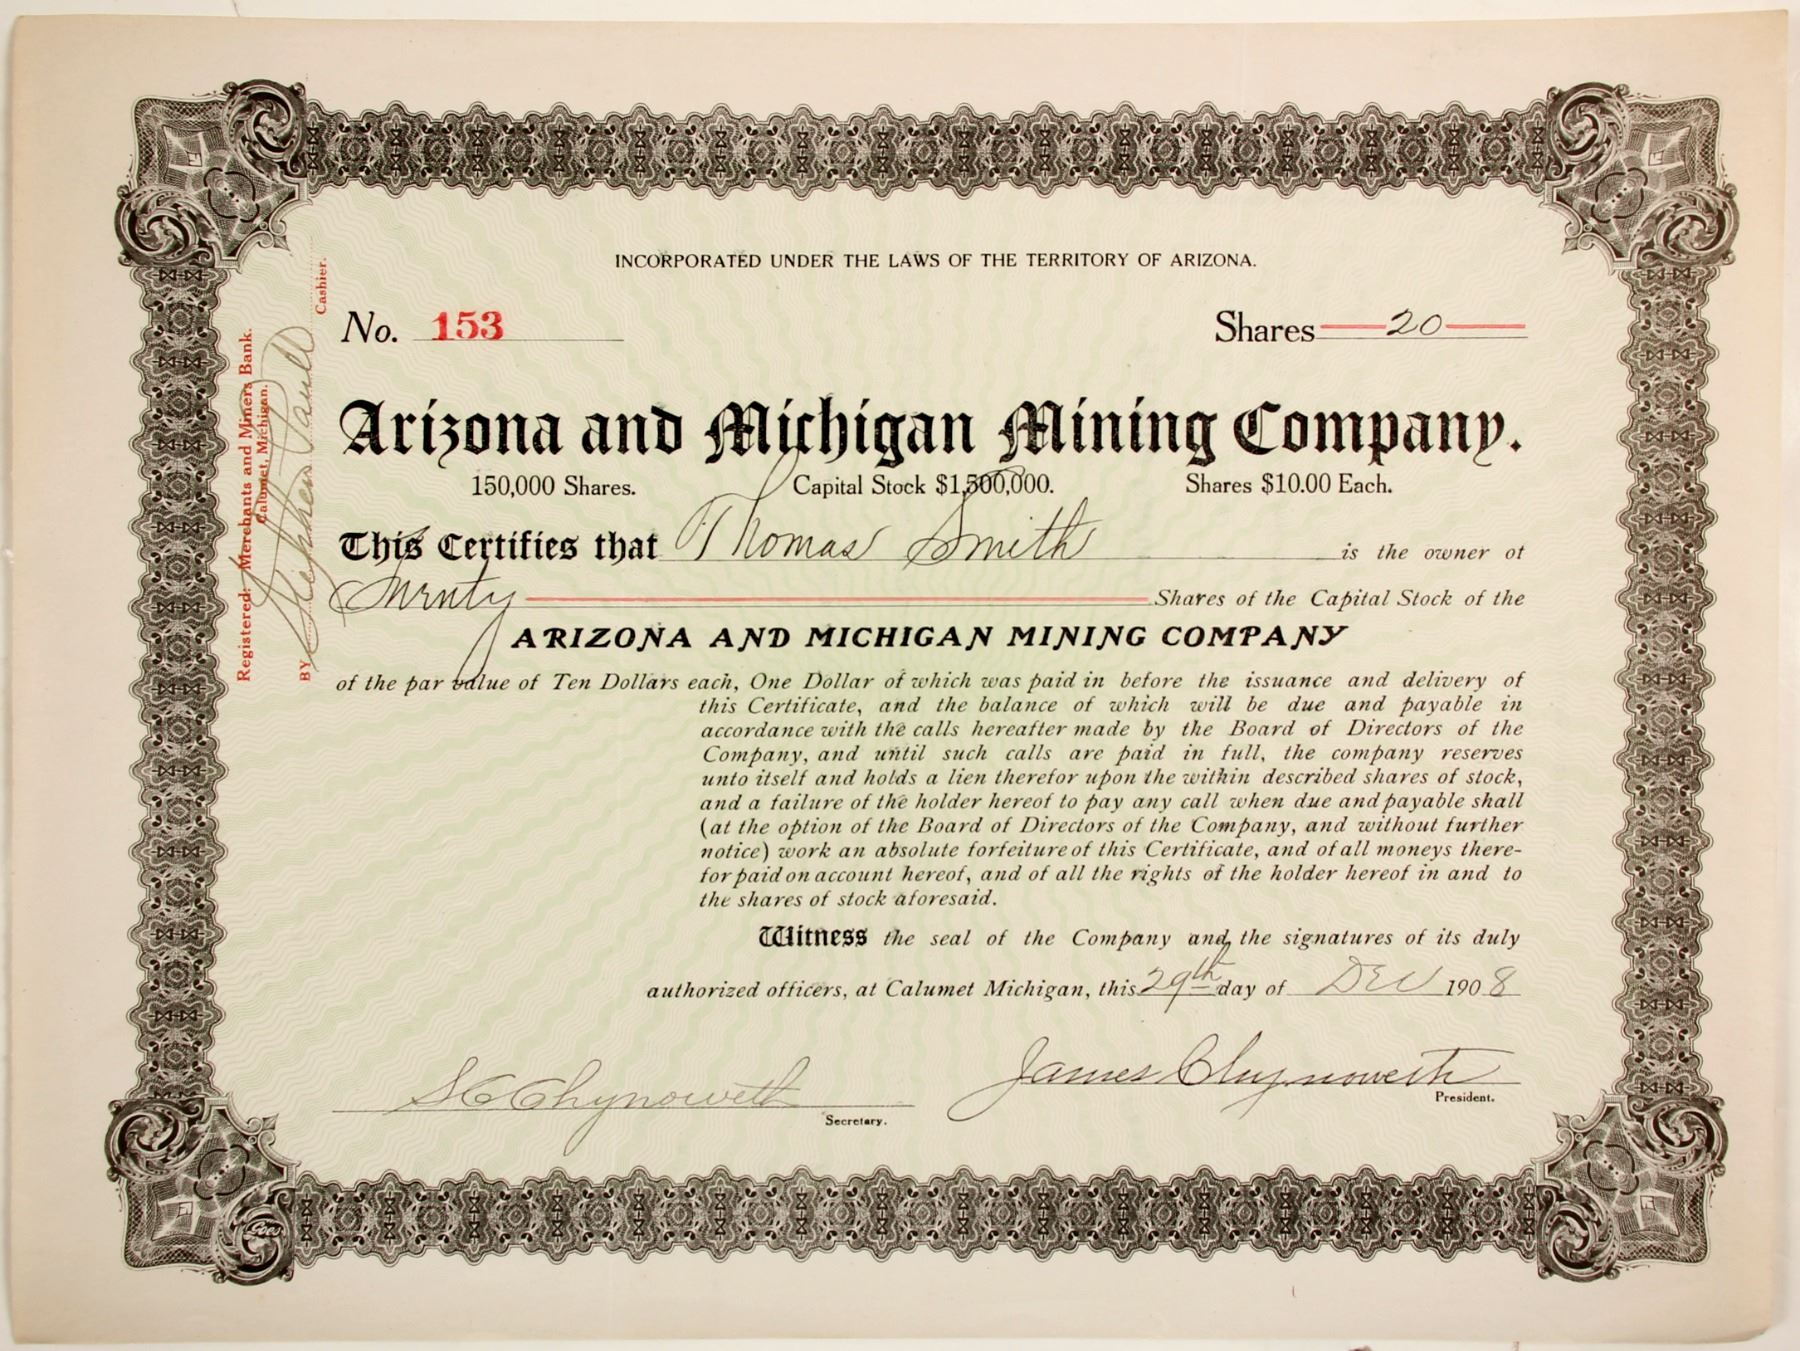 INCORPORATED UNDER THE LAWS OF THE TERRITORY OF ARIZONA.
No. 153
Shares 20
Arizona and Michigan Mining Company.
150,000 Shares. Capital Stock $1,500,000. Shares $10.00 Each.
This Certifies that Thomas Smith is the owner of
Twenty Shares of the Capital Stock of the
ARIZONA AND MICHIGAN MINING COMPANY
of the par value of Ten Dollars each, One Dollar of which was paid in before the issuance and delivery of
this Certificate, and the balance of which will be due and payable in
accordance with the calls hereafter made by the Board of Directors of the
Company, and until such calls are paid in full, the company reserves
unto itself and holds a lien therefor upon the within described shares of stock,
and a failure of the holder hereof to pay any call when due and payable shall
(at the option of the Board of Directors of the Company, and without further
notice) work an absolute forfeiture of this Certificate, and of all moneys there-
for paid on account hereof, and of all the rights of the holder hereof in and to
the shares of stock aforesaid.
Witness the seal of the Company and the signatures of its duly
authorized officers, at Calumet Michigan, this 29th day of Dec 1908
S C Chynoweth
Secretary.
James Chynoweth
President.
Registered: Merchants and Miners Bank.
Calumet, Michigan.
BY Stephen Paull
Cashier.